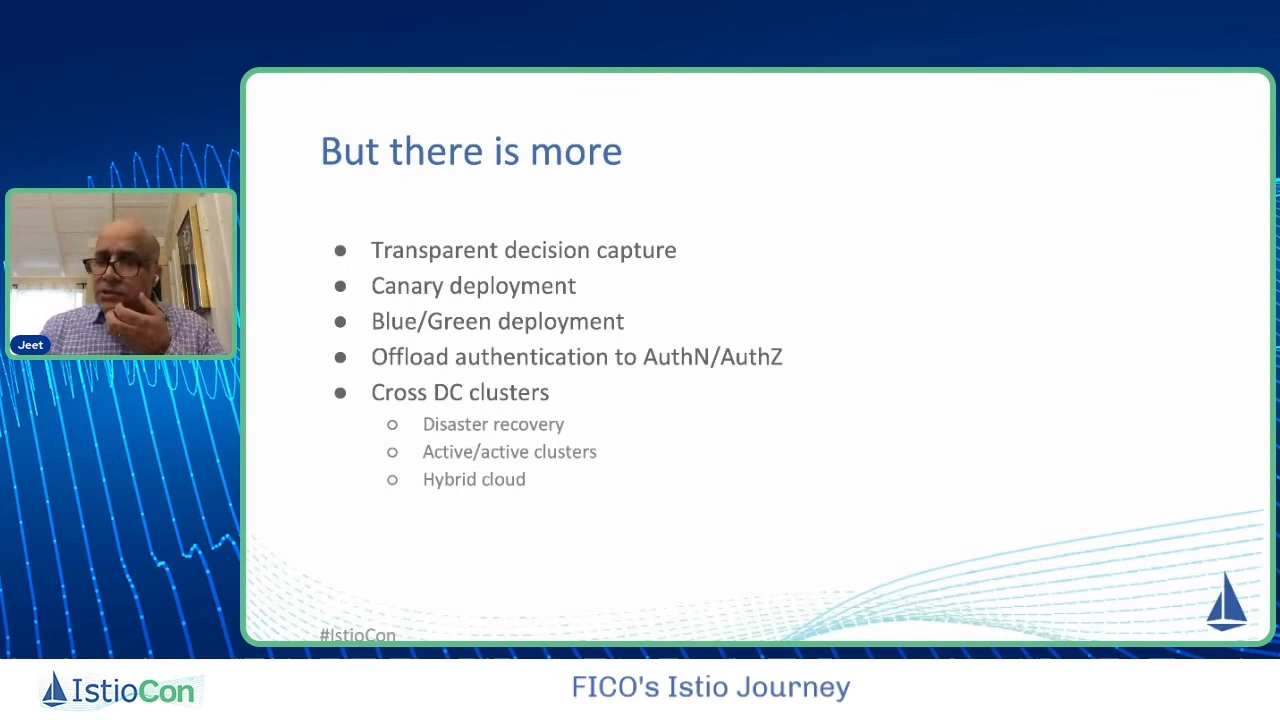 But there is more
Transparent decision capture
Canary deployment
Blue/Green deployment
Offload authentication to AuthN/AuthZ
Cross DC clusters
Disaster recovery
Active/active clusters
Hybrid cloud
Jeet
#IstioCon
IstioCon
FICO's Istio Journey